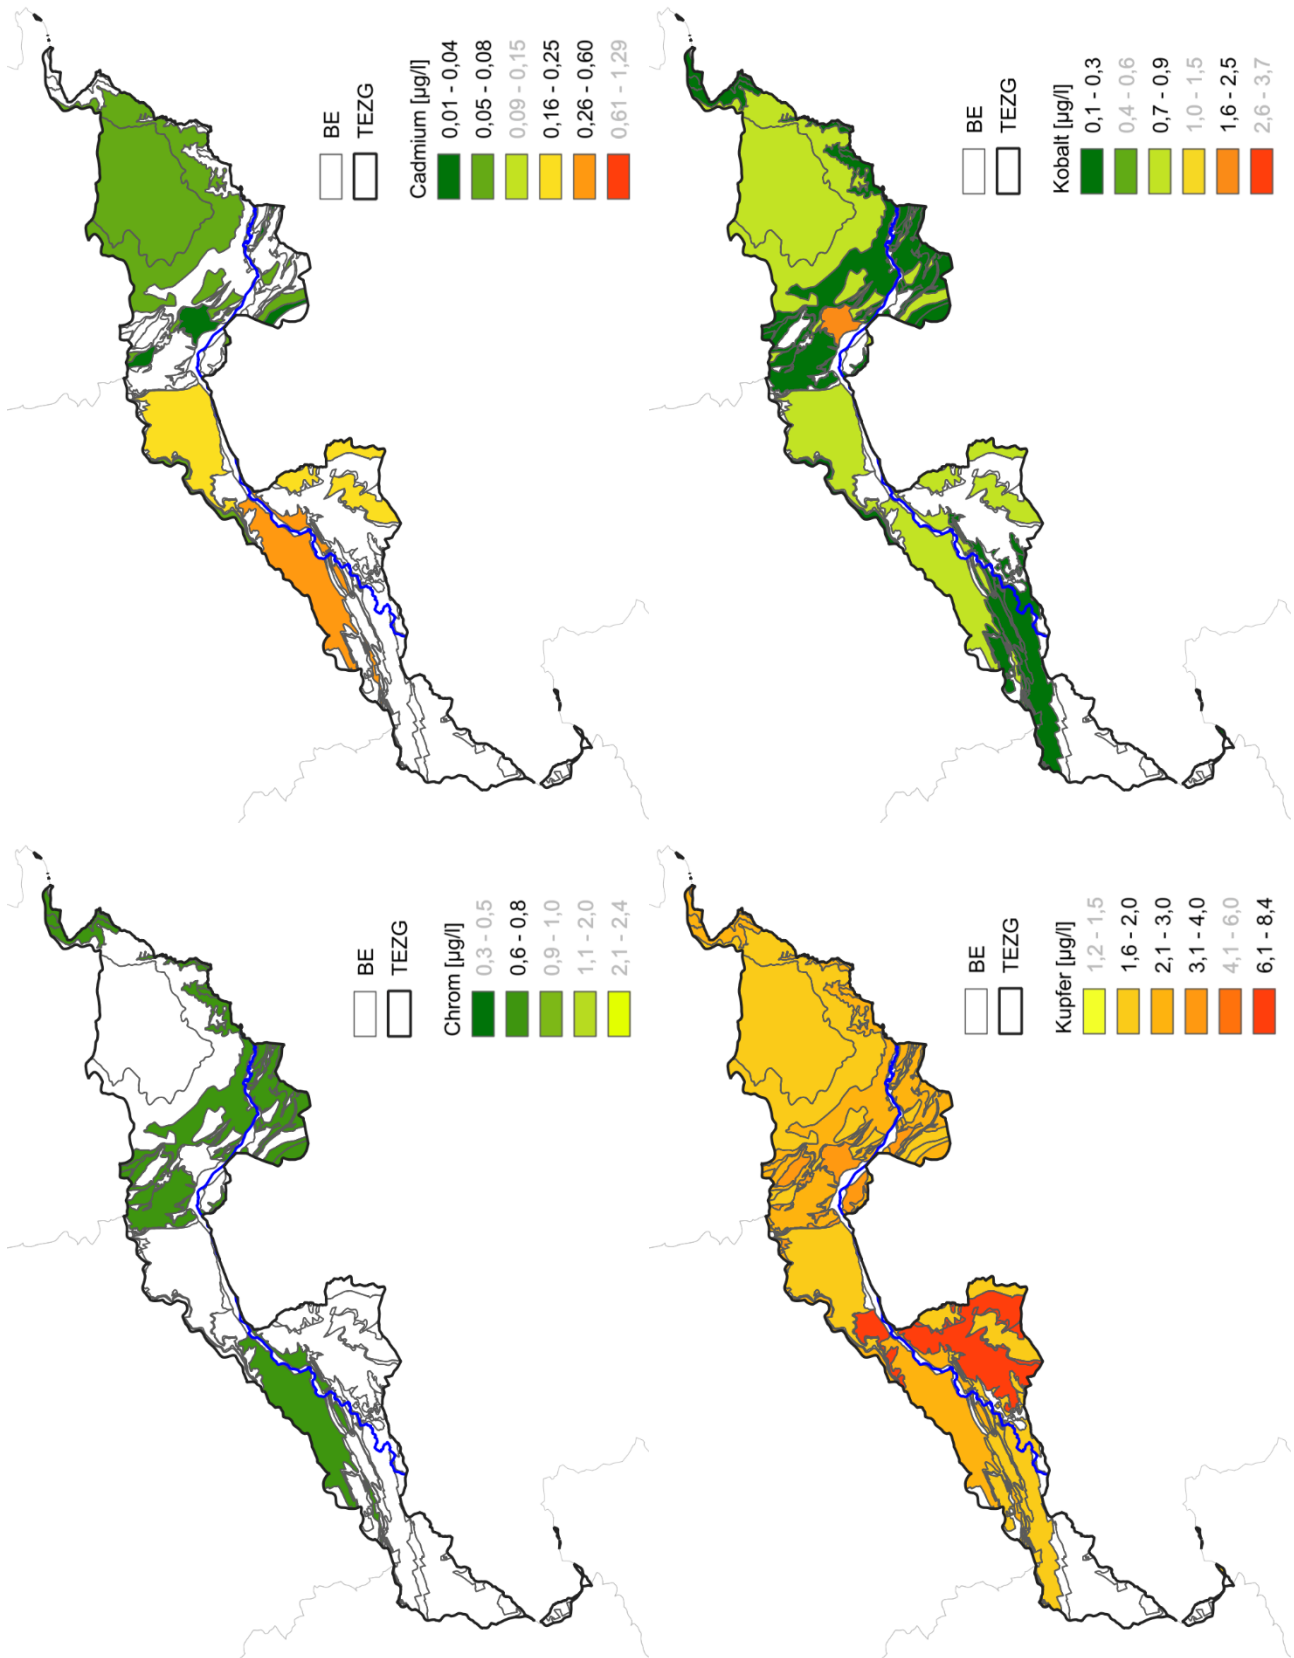 BE
TEZG
Cadmium [µg/l]
0,01 - 0,04
0,05 - 0,08
0,09 - 0,15
0,16 - 0,25
0,26 - 0,60
0,61 - 1,29
BE
TEZG
Kobalt [µg/l]
0,1 - 0,3
0,4 - 0,6
0,7 - 0,9
1,0 - 1,5
1,6 - 2,5
2,6 - 3,7
BE
TEZG
Chrom [µg/l]
0,3 - 0,5
0,6 - 0,8
0,9 - 1,0
1,1 - 2,0
2,1 - 2,4
BE
TEZG
Kupfer [µg/l]
1,2 - 1,5
1,6 - 2,0
2,1 - 3,0
3,1 - 4,0
4,1 - 6,0
6,1 - 8,4